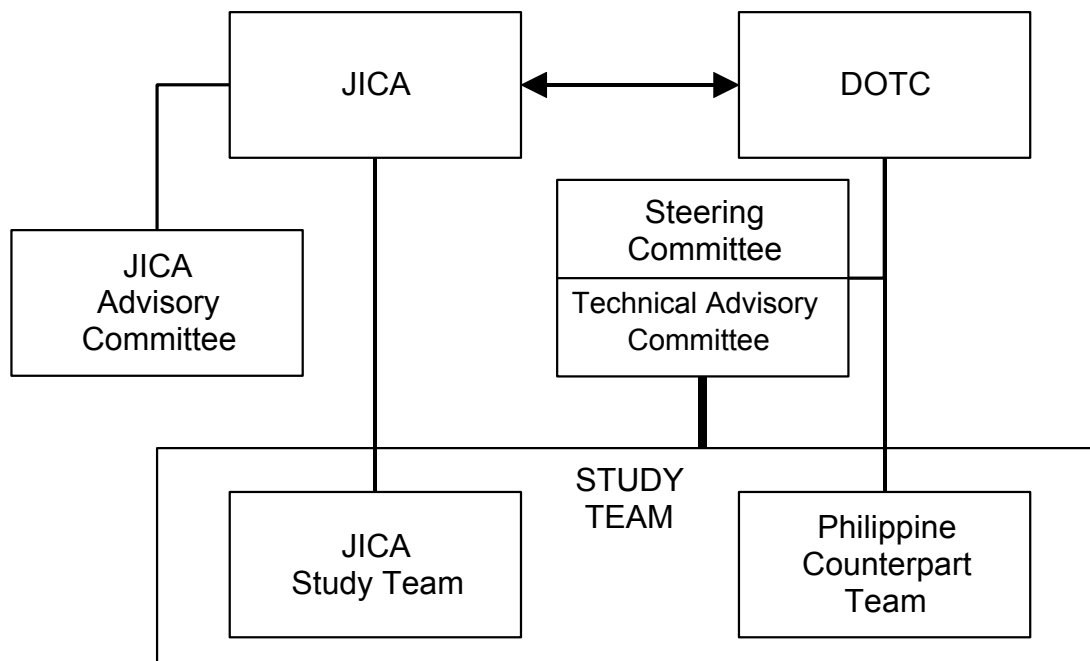 JICA
DOTC
Steering
Committee
JICA
Advisory
Committee
Technical Advisory
Committee
STUDY
TEAM
JICA
Study Team
Philippine
Counterpart
Team